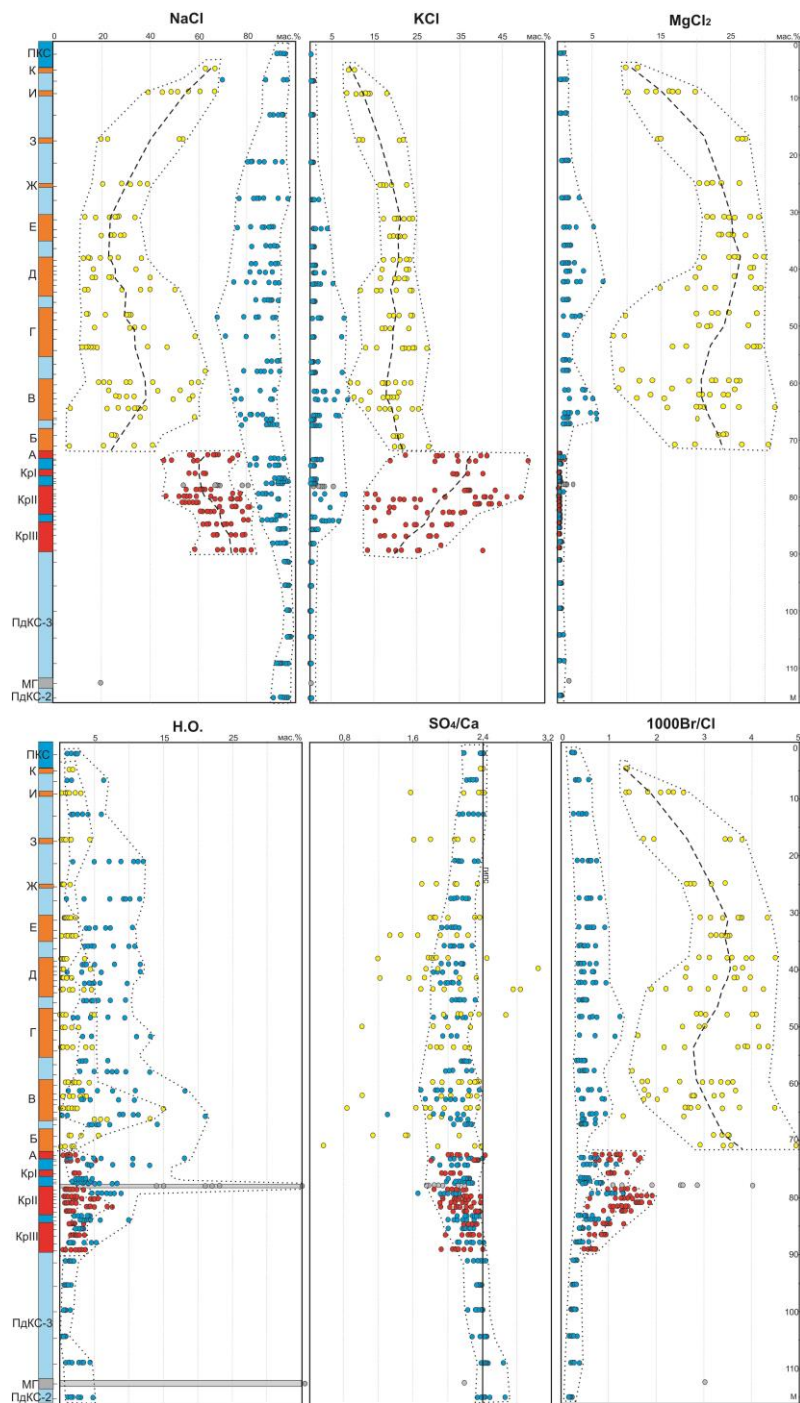 NaCl KCl MgCl₂
20 40 60 80 мас.% 5 15 25 35 45 мас.% 5 15 25 мас.%
ПКС 0
К
И 10
З
20
Ж
Е 30
Д 40
Г 50
В 60
Б 70
А
КрI
КрII 80
КрIII
90
100
ПдКС-3
110
МГ
ПдКС-2 м
Н.О. SO₄/Ca 1000Br/Cl
5 15 25 мас.% 0,8 1,6 2,4 3,2 0 1 2 3 4 5
ПКС 0
К
И 10
З
20
Ж
гипс
Е 30
Д 40
Г 50
В 60
Б 70
А
КрI
КрII 80
КрIII
90
100
ПдКС-3
110
МГ
ПдКС-2 м